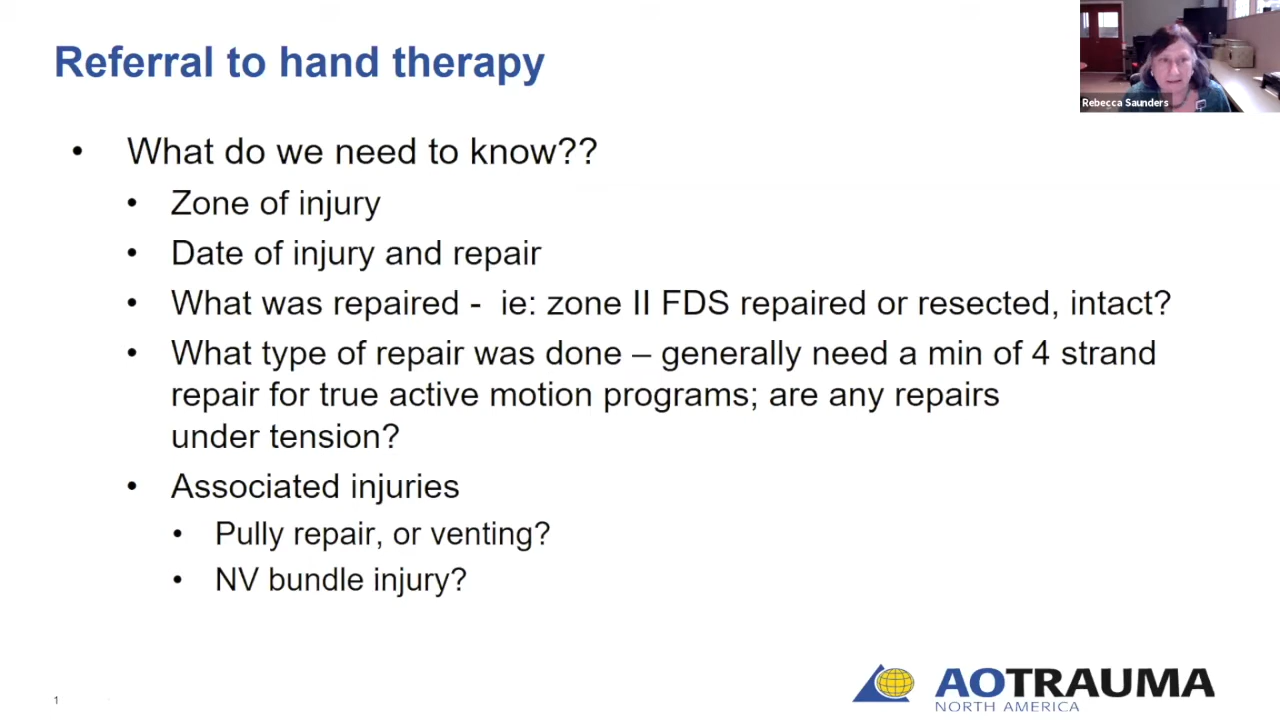 Referral to hand therapy
Rebecca Saunders
• What do we need to know??
• Zone of injury
• Date of injury and repair
• What was repaired - ie: zone II FDS repaired or resected, intact?
• What type of repair was done – generally need a min of 4 strand
repair for true active motion programs; are any repairs
under tension?
• Associated injuries
• Pully repair, or venting?
• NV bundle injury?
1
AOTRAUMA
NORTH AMERICA